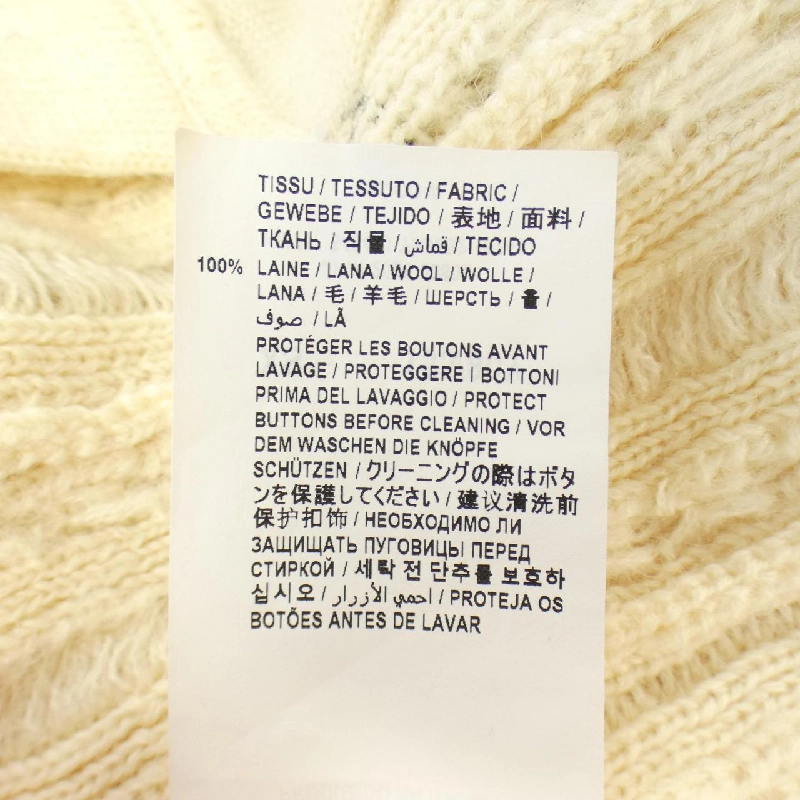 TISSU / TESSUTO / FABRIC /
GEWEBE / TEJIDO / 表地 / 面料 /
ТКАНЬ / 직물 / قماش / TECIDO
100% LAINE / LANA / WOOL / WOLLE /
LANA / 毛 / 羊毛 / ШЕРСТЬ / 울 /
صوف / LÃ
PROTÉGER LES BOUTONS AVANT
LAVAGE / PROTEGGERE I BOTTONI
PRIMA DEL LAVAGGIO / PROTECT
BUTTONS BEFORE CLEANING / VOR
DEM WASCHEN DIE KNÖPFE
SCHÜTZEN / クリーニングの際はボタ
ンを保護してください / 建议清洗前
保护扣饰 / НЕОБХОДИМО ЛИ
ЗАЩИЩАТЬ ПУГОВИЦЫ ПЕРЕД
СТИРКОЙ / 세탁 전 단추를 보호하
십시오 / احمي الأزرار / PROTEJA OS
BOTÕES ANTES DE LAVAR